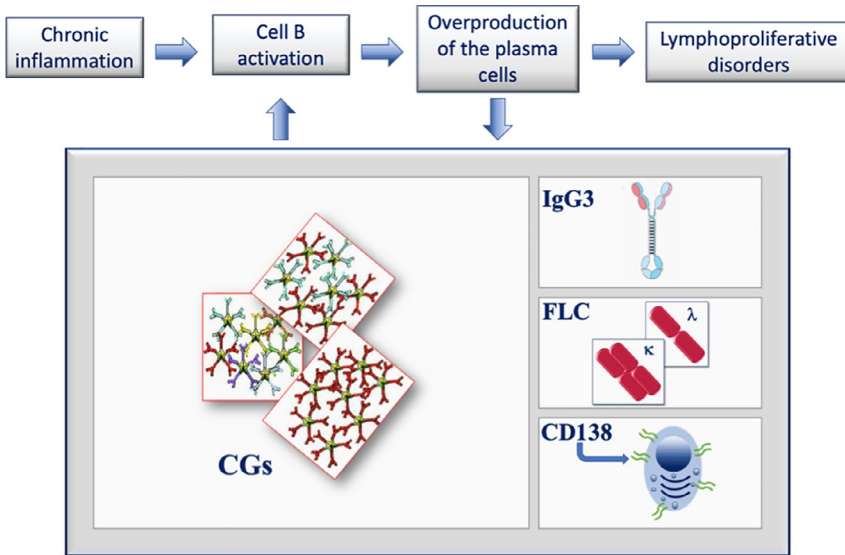 Chronic
inflammation
Cell B
activation
Overproduction
of the plasma
cells
Lymphoproliferative
disorders
CGs
IgG3
FLC
λ
κ
CD138